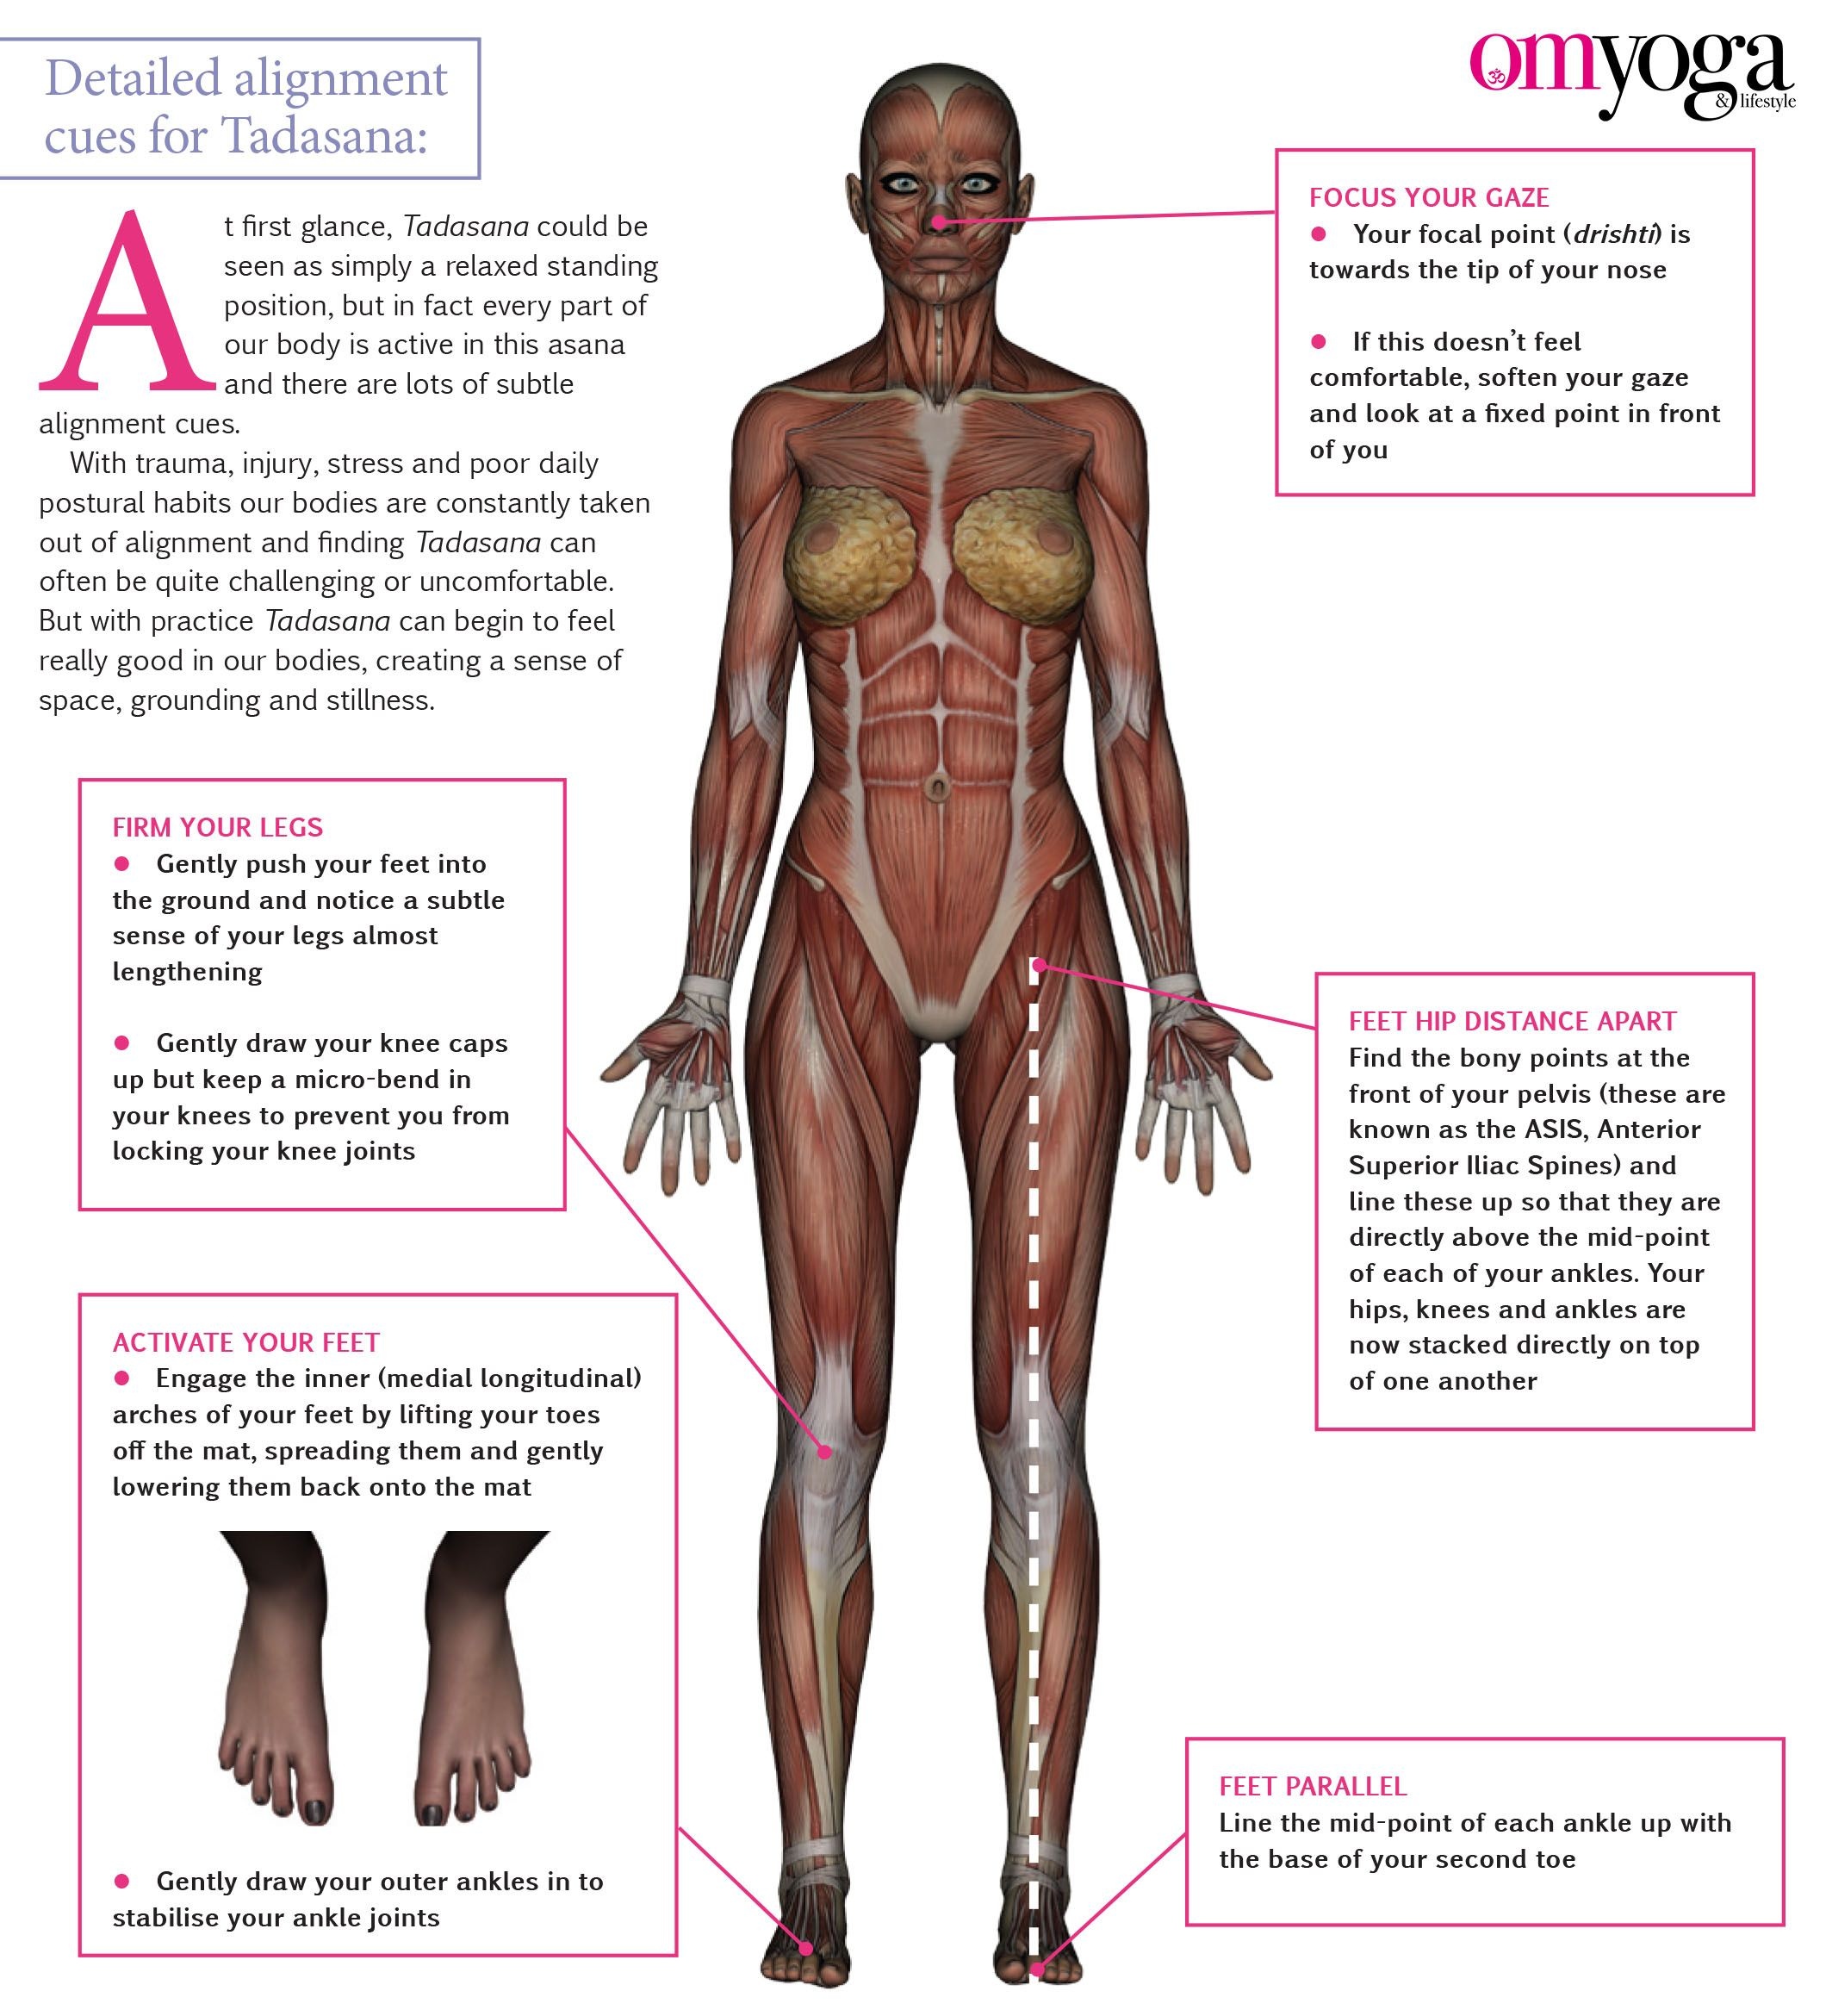 Detailed alignment
cues for Tadasana:
omyoga
ॐ
& lifestyle
At first glance, Tadasana could be
seen as simply a relaxed standing
position, but in fact every part of
our body is active in this asana
and there are lots of subtle
alignment cues.
With trauma, injury, stress and poor daily
postural habits our bodies are constantly taken
out of alignment and finding Tadasana can
often be quite challenging or uncomfortable.
But with practice Tadasana can begin to feel
really good in our bodies, creating a sense of
space, grounding and stillness.
FOCUS YOUR GAZE
● Your focal point (drishti) is
towards the tip of your nose
● If this doesn’t feel
comfortable, soften your gaze
and look at a fixed point in front
of you
FIRM YOUR LEGS
● Gently push your feet into
the ground and notice a subtle
sense of your legs almost
lengthening
● Gently draw your knee caps
up but keep a micro-bend in
your knees to prevent you from
locking your knee joints
FEET HIP DISTANCE APART
Find the bony points at the
front of your pelvis (these are
known as the ASIS, Anterior
Superior Iliac Spines) and
line these up so that they are
directly above the mid-point
of each of your ankles. Your
hips, knees and ankles are
now stacked directly on top
of one another
ACTIVATE YOUR FEET
● Engage the inner (medial longitudinal)
arches of your feet by lifting your toes
off the mat, spreading them and gently
lowering them back onto the mat
● Gently draw your outer ankles in to
stabilise your ankle joints
FEET PARALLEL
Line the mid-point of each ankle up with
the base of your second toe